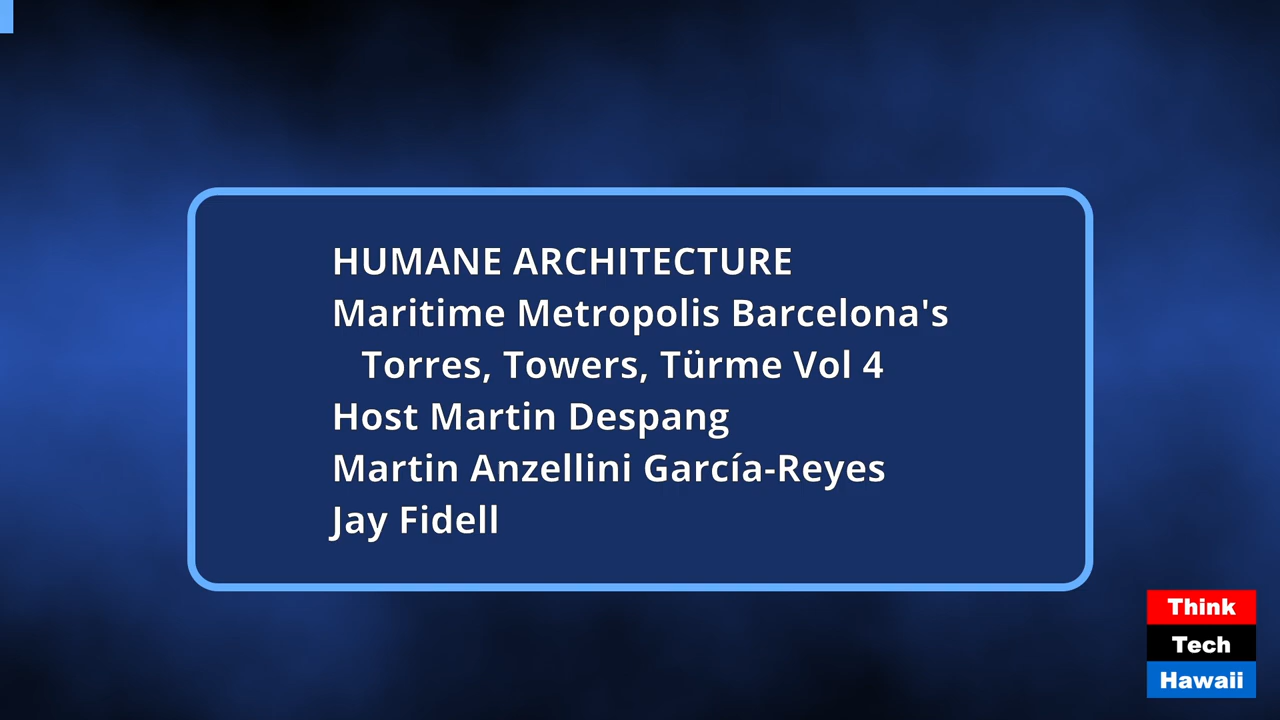 HUMANE ARCHITECTURE
Maritime Metropolis Barcelona's
Torres, Towers, Türme Vol 4
Host Martin Despang
Martin Anzellini García-Reyes
Jay Fidell
Think
Tech
Hawaii